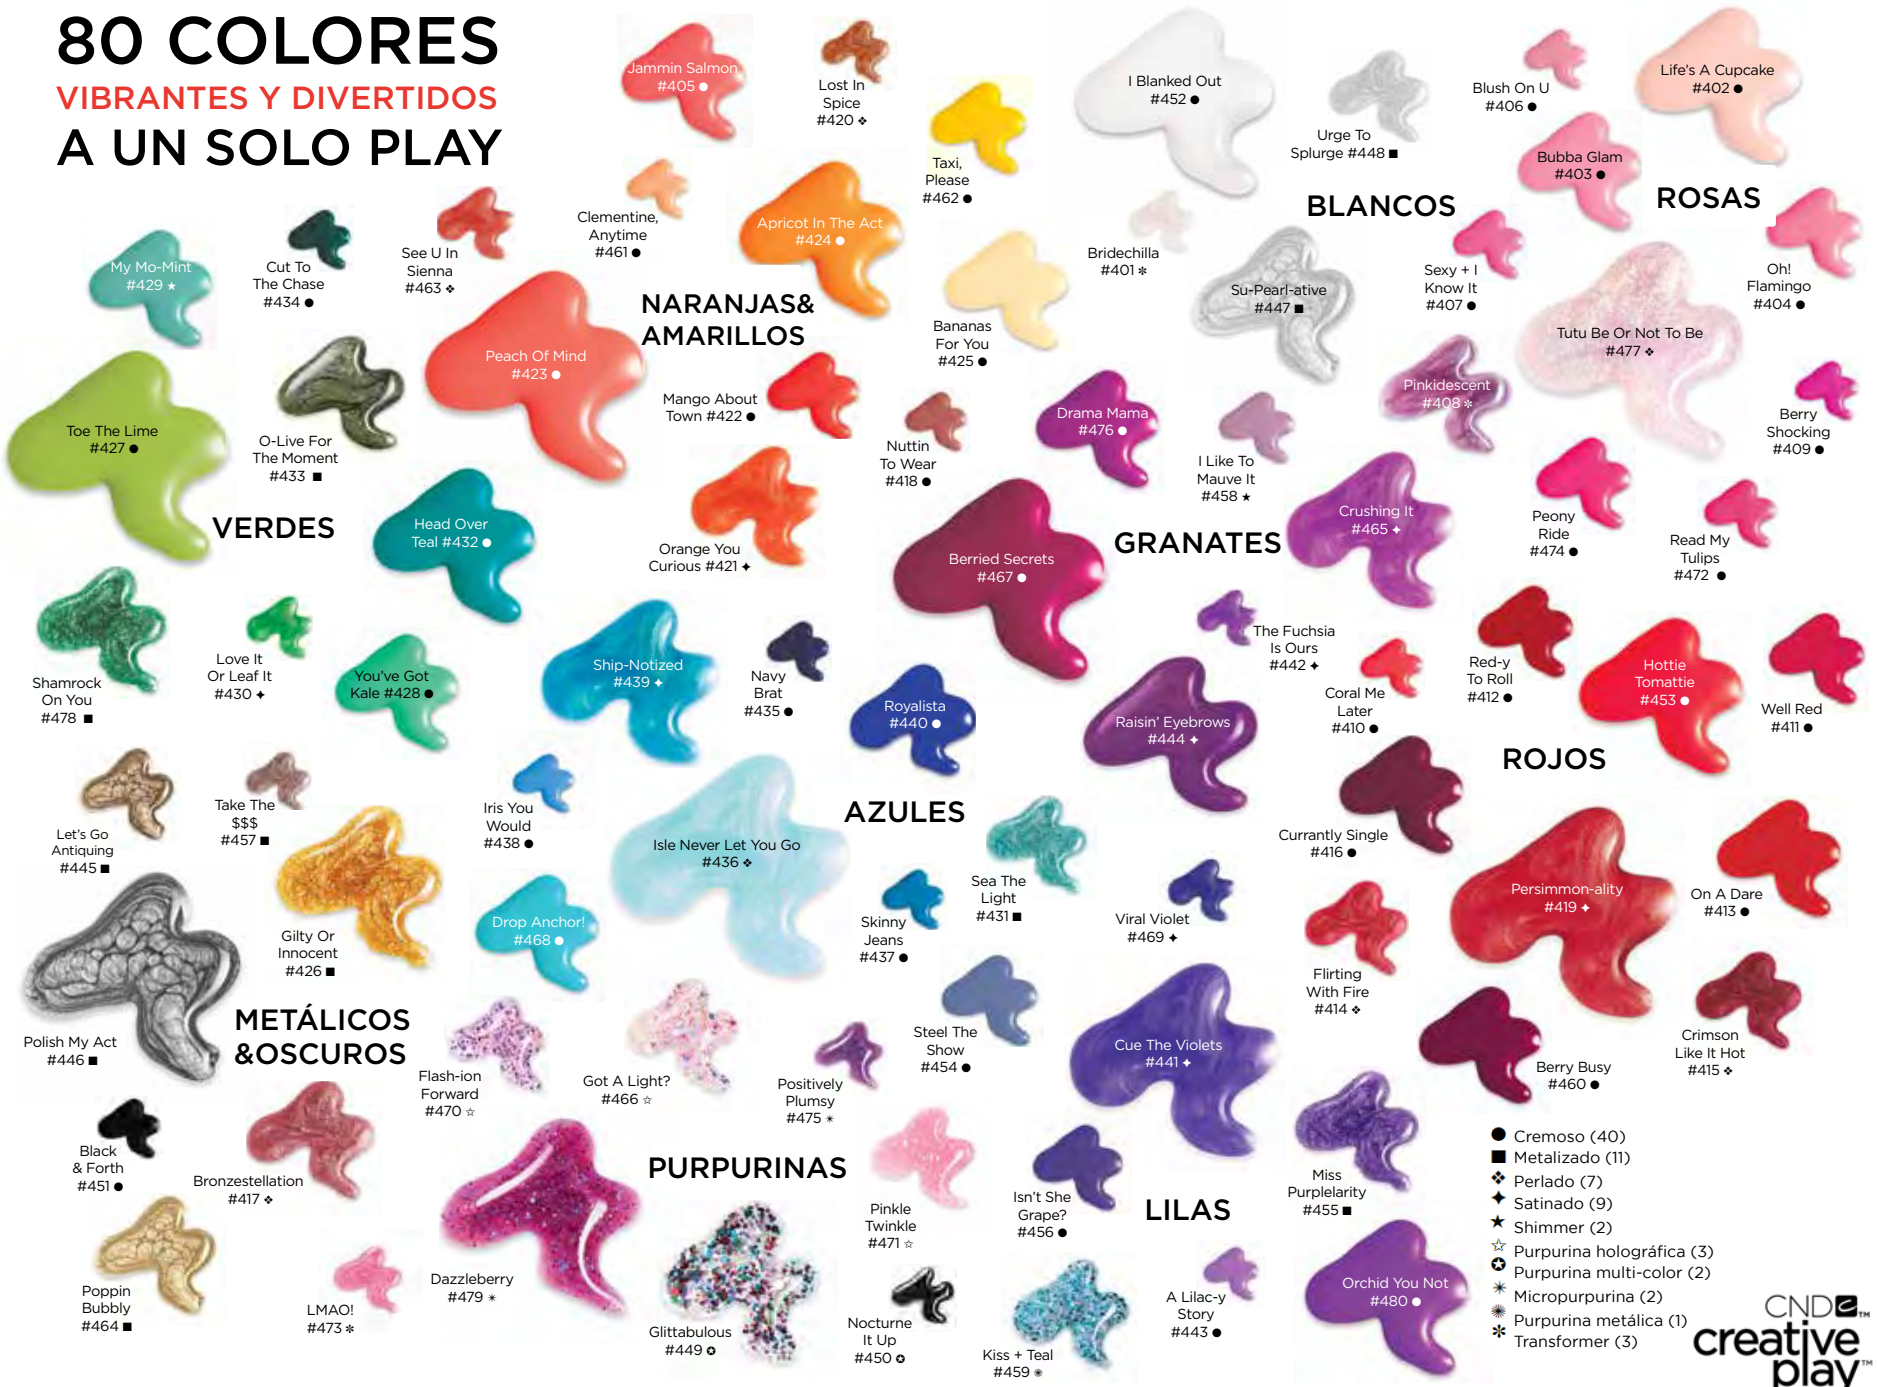 80 COLORES
VIBRANTES Y DIVERTIDOS
A UN SOLO PLAY
Jammin Salmon
#405 ●
Lost In
Spice
#420 ❖
Taxi,
Please
#462 ●
I Blanked Out
#452 ●
Urge To
Splurge #448 ■
Blush On U
#406 ●
Life's A Cupcake
#402 ●
Bubba Glam
#403 ●
BLANCOS
ROSAS
My Mo-Mint
#429 ★
Cut To
The Chase
#434 ●
See U In
Sienna
#463 ❖
Clementine,
Anytime
#461 ●
Apricot In The Act
#424 ●
Bridechilla
#401 ✼
Su-Pearl-ative
#447 ■
Sexy + I
Know It
#407 ●
Oh!
Flamingo
#404 ●
NARANJAS&
AMARILLOS
Bananas
For You
#425 ●
Tutu Be Or Not To Be
#477 ❖
Peach Of Mind
#423 ●
Mango About
Town #422 ●
Pinkidescent
#408 ✼
Toe The Lime
#427 ●
O-Live For
The Moment
#433 ■
Nuttin
To Wear
#418 ●
Drama Mama
#476 ●
I Like To
Mauve It
#458 ★
Berry
Shocking
#409 ●
VERDES
Head Over
Teal #432 ●
Orange You
Curious #421 ✦
Berried Secrets
#467 ●
GRANATES
Crushing It
#465 ✦
Peony
Ride
#474 ●
Read My
Tulips
#472 ●
Shamrock
On You
#478 ■
Love It
Or Leaf It
#430 ✦
You've Got
Kale #428 ●
Ship-Notized
#439 ✦
Navy
Brat
#435 ●
Royalista
#440 ●
Raisin' Eyebrows
#444 ✦
The Fuchsia
Is Ours
#442 ✦
Coral Me
Later
#410 ●
Red-y
To Roll
#412 ●
Hottie
Tomattie
#453 ●
Well Red
#411 ●
ROJOS
Let's Go
Antiquing
#445 ■
Take The
$$$
#457 ■
Iris You
Would
#438 ●
Isle Never Let You Go
#436 ❖
AZULES
Currantly Single
#416 ●
Gilty Or
Innocent
#426 ■
Drop Anchor!
#468 ●
Skinny
Jeans
#437 ●
Sea The
Light
#431 ■
Viral Violet
#469 ✦
Persimmon-ality
#419 ✦
On A Dare
#413 ●
Flirting
With Fire
#414 ❖
Polish My Act
#446 ■
METÁLICOS
&OSCUROS
Flash-ion
Forward
#470 ☆
Got A Light?
#466 ☆
Positively
Plumsy
#475 ✴
Steel The
Show
#454 ●
Cue The Violets
#441 ✦
Berry Busy
#460 ●
Crimson
Like It Hot
#415 ❖
Black
& Forth
#451 ●
Bronzestellation
#417 ❖
PURPURINAS
Pinkle
Twinkle
#471 ☆
Isn't She
Grape?
#456 ●
LILAS
Miss
Purplelarity
#455 ■
Poppin
Bubbly
#464 ■
LMAO!
#473 ✼
Dazzleberry
#479 ✴
Glittabulous
#449 ✪
Nocturne
It Up
#450 ✪
Kiss + Teal
#459 ✺
A Lilac-y
Story
#443 ●
Orchid You Not
#480 ●
● Cremoso (40)
■ Metalizado (11)
❖ Perlado (7)
✦ Satinado (9)
★ Shimmer (2)
☆ Purpurina holográfica (3)
✪ Purpurina multi-color (2)
✴ Micropurpurina (2)
✺ Purpurina metálica (1)
✼ Transformer (3)
CND ™
creative
play™